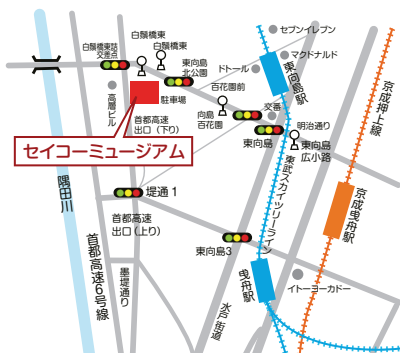 セブンイレブン
白鬚橋東
白鬚橋東詰
交差点
白鬚橋東
マクドナルド
ドトール
東向島
北公園
東向島駅
百花園前
高層ビル
駐車場
向島
百花園
交番
京成押上線
首都高速
出口(下り)
明治通り
セイコーミュージアム
東向島
東向島
広小路
東武スカイツリーライン
隅田川
堤通1
京成曳舟駅
首都高速
出口(上り)
首都高速6号線
東向島3
墨堤通り
曳舟駅
イトーヨーカドー
水戸街道